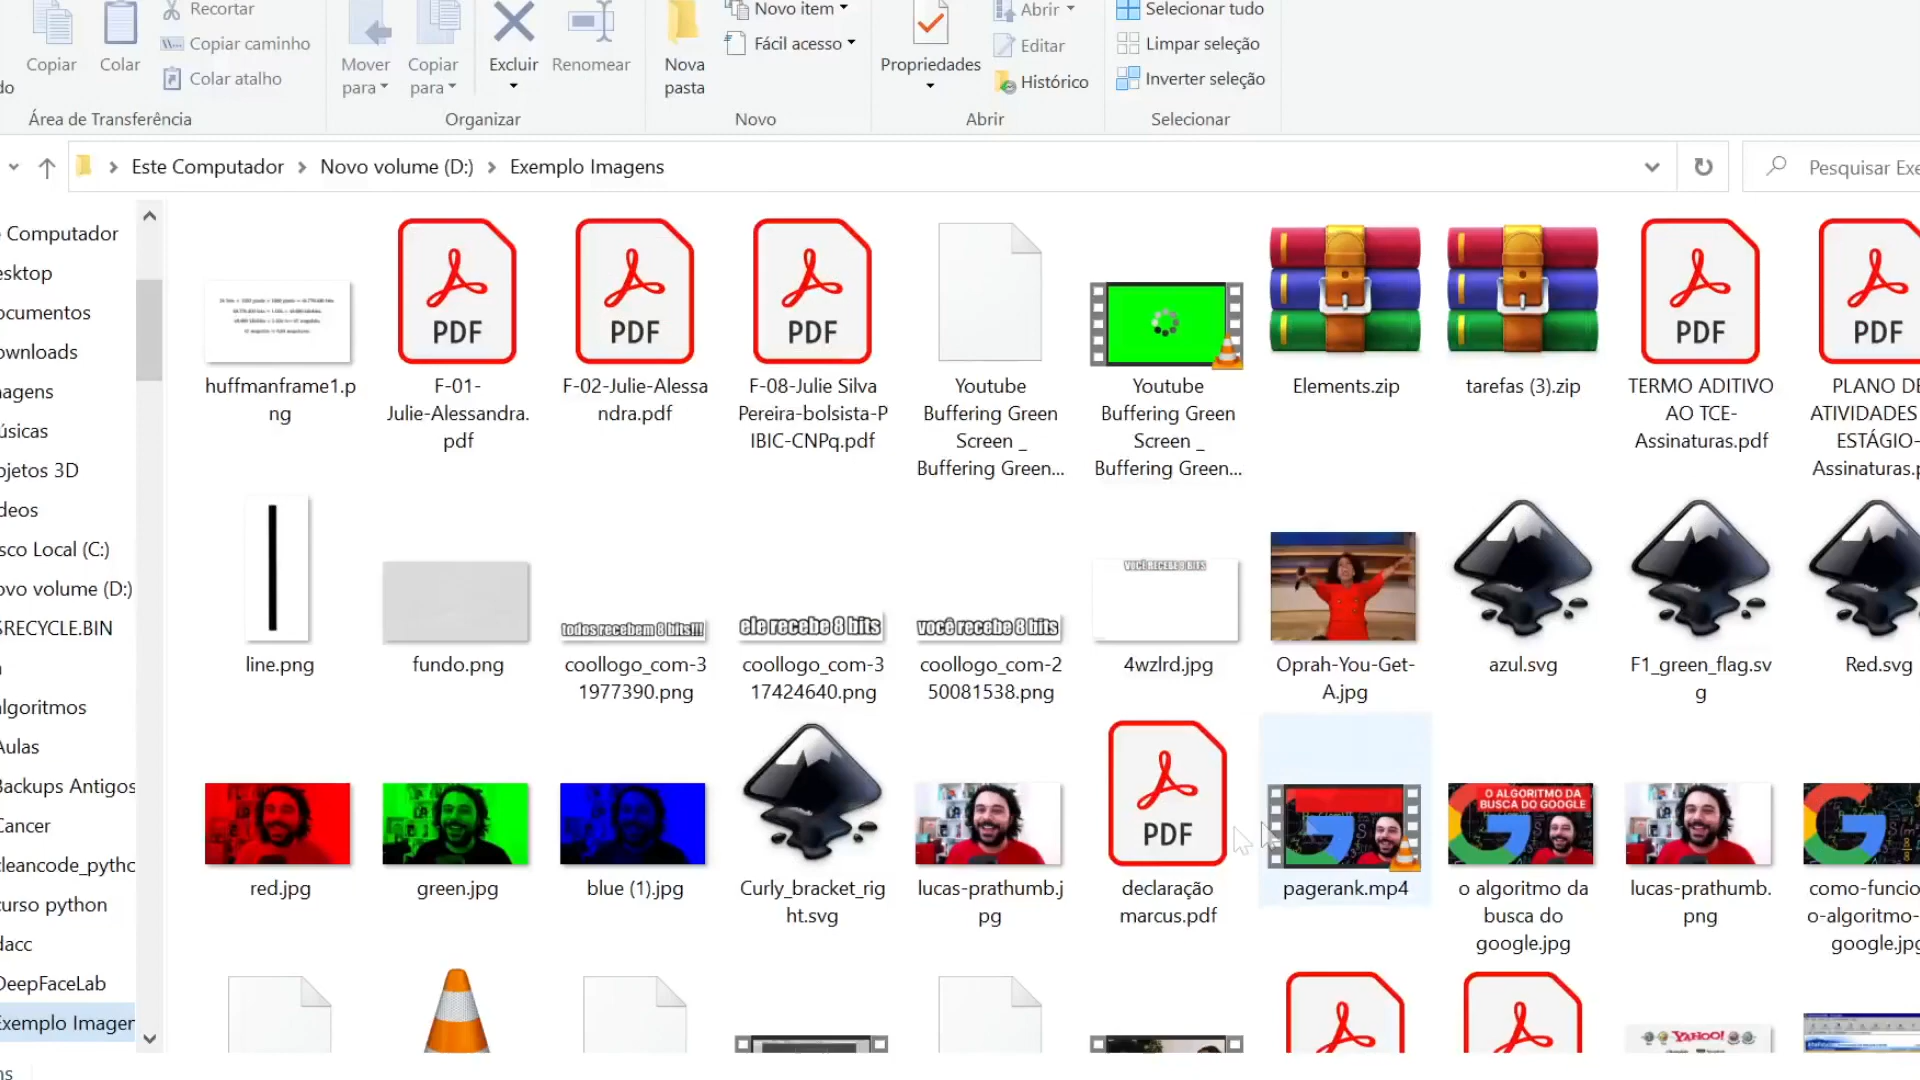 Recortar
Copiar
Colar
Copiar caminho
Colar atalho
Área de Transferência
Mover
para
Copiar
para
Excluir
Renomear
Organizar
Nova
pasta
Novo item
Fácil acesso
Novo
Propriedades
Abrir
Editar
Histórico
Abrir
Selecionar tudo
Limpar seleção
Inverter seleção
Selecionar
do
Este Computador
Novo volume (D:)
Exemplo Imagens
Pesquisar Exe
e Computador
esktop
ocumentos
ownloads
nagens
úsicas
bjetos 3D
deos
sco Local (C:)
ovo volume (D:)
$RECYCLE.BIN
lgoritmos
Aulas
Backups Antigos
Cancer
cleancode_pytho
curso python
dacc
DeepFaceLab
Exemplo Imager
ns
huffmanframe1.p
ng
PDF
F-01-
Julie-Alessandra.
pdf
PDF
F-02-Julie-Alessa
ndra.pdf
PDF
F-08-Julie Silva
Pereira-bolsista-P
IBIC-CNPq.pdf
Youtube
Buffering Green
Screen _
Buffering Green...
Youtube
Buffering Green
Screen _
Buffering Green...
Elements.zip
tarefas (3).zip
PDF
TERMO ADITIVO
AO TCE-
Assinaturas.pdf
PDF
PLANO DE
ATIVIDADES
ESTÁGIO-
Assinaturas.p
line.png
fundo.png
todos recebem 8 bits!!!
coollogo_com-3
1977390.png
ele recebe 8 bits
coollogo_com-3
17424640.png
você recebe 8 bits
coollogo_com-2
50081538.png
VOCÊ RECEBE 8 BITS
4wzlrd.jpg
Oprah-You-Get-
A.jpg
azul.svg
F1_green_flag.sv
g
Red.svg
red.jpg
green.jpg
blue (1).jpg
Curly_bracket_rig
ht.svg
lucas-prathumb.j
pg
PDF
declaração
marcus.pdf
pagerank.mp4
O ALGORITMO DA
BUSCA DO GOOGLE
o algoritmo da
busca do
google.jpg
lucas-prathumb.
png
como-funcio
o-algoritmo-
google.jpg
YAHOO!